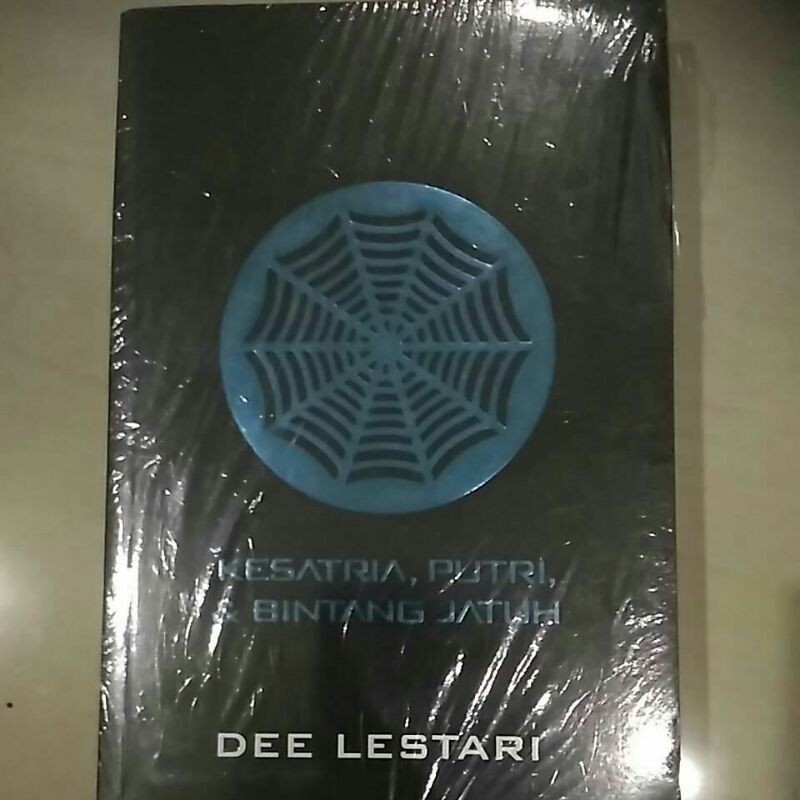 KESATRIA, PUTRI,
& BINTANG JATUH
DEE LESTARI